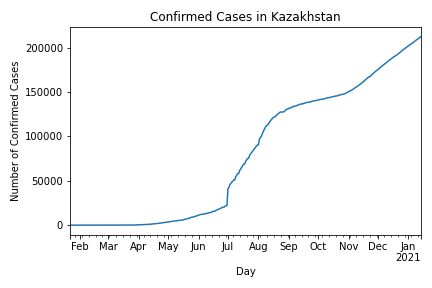 Confirmed Cases in Kazakhstan
Number of Confirmed Cases
200000
150000
100000
50000
0
Feb Mar Apr May Jun Jul Aug Sep Oct Nov Dec Jan
2021
Day